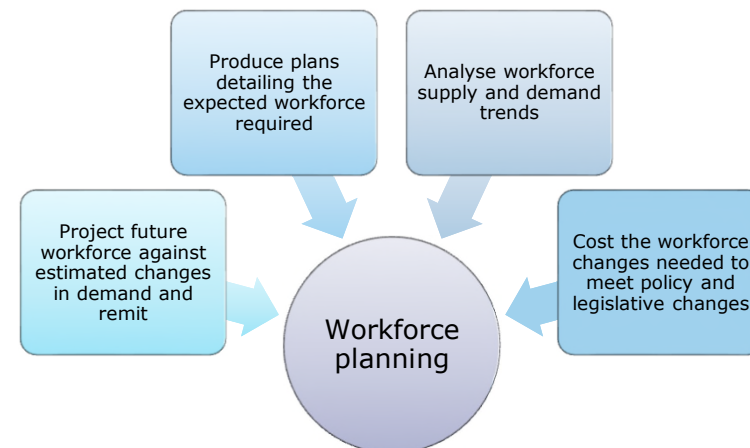 Produce plans
detailing the
expected workforce
required
Analyse workforce
supply and demand
trends
Project future
workforce against
estimated changes
in demand and
remit
Cost the workforce
changes needed to
meet policy and
legislative changes
Workforce
planning